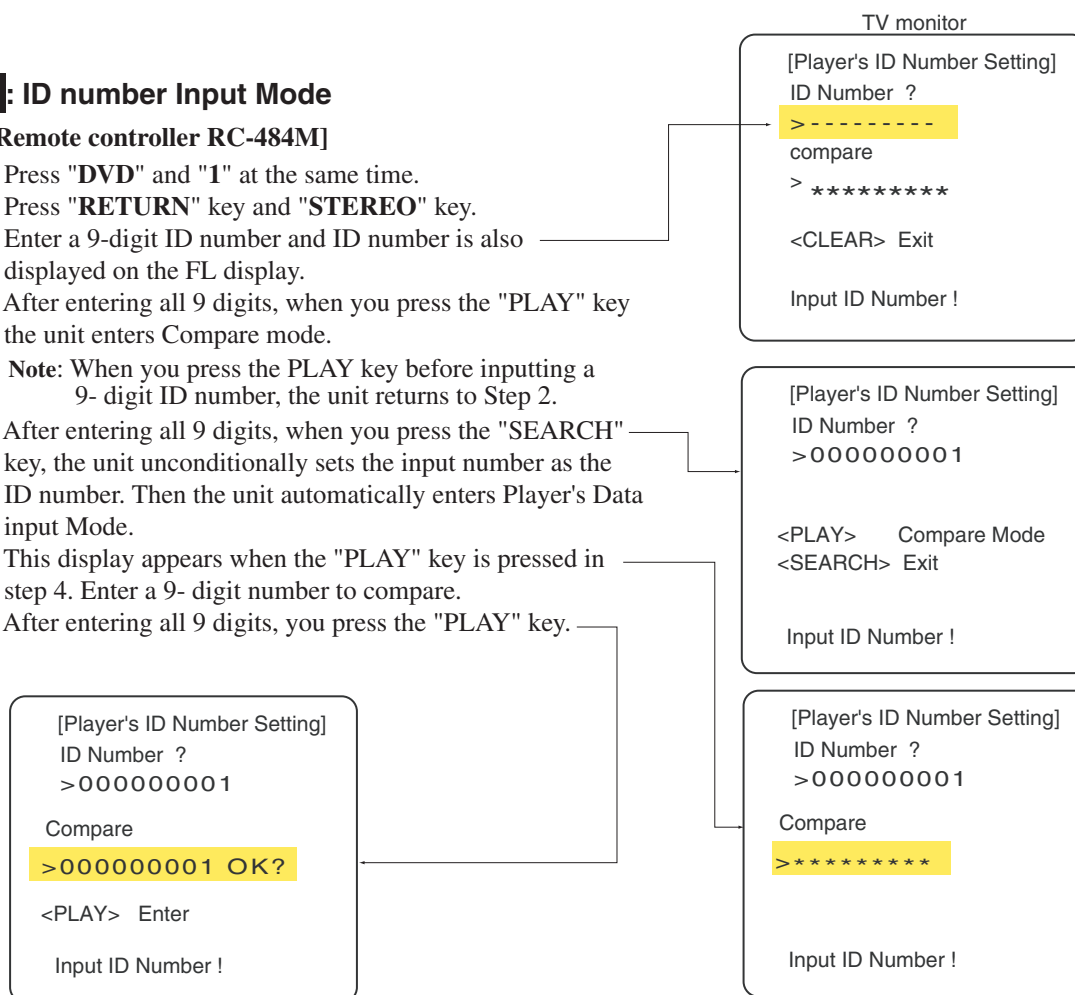 : ID number Input Mode
Remote controller RC-484M]
Press "DVD" and "1" at the same time.
Press "RETURN" key and "STEREO" key.
Enter a 9-digit ID number and ID number is also
displayed on the FL display.
After entering all 9 digits, when you press the "PLAY" key
the unit enters Compare mode.
Note: When you press the PLAY key before inputting a
9- digit ID number, the unit returns to Step 2.
After entering all 9 digits, when you press the "SEARCH"
key, the unit unconditionally sets the input number as the
ID number. Then the unit automatically enters Player's Data
input Mode.
This display appears when the "PLAY" key is pressed in
step 4. Enter a 9- digit number to compare.
After entering all 9 digits, you press the "PLAY" key.
TV monitor
[Player's ID Number Setting]
ID Number ?
>---------
compare
> *********
<CLEAR> Exit
Input ID Number !
[Player's ID Number Setting]
ID Number ?
>000000001
<PLAY> Compare Mode
<SEARCH> Exit
Input ID Number !
[Player's ID Number Setting]
ID Number ?
>000000001
Compare
>*********
Input ID Number !
[Player's ID Number Setting]
ID Number ?
>000000001
Compare
>000000001 OK?
<PLAY> Enter
Input ID Number !